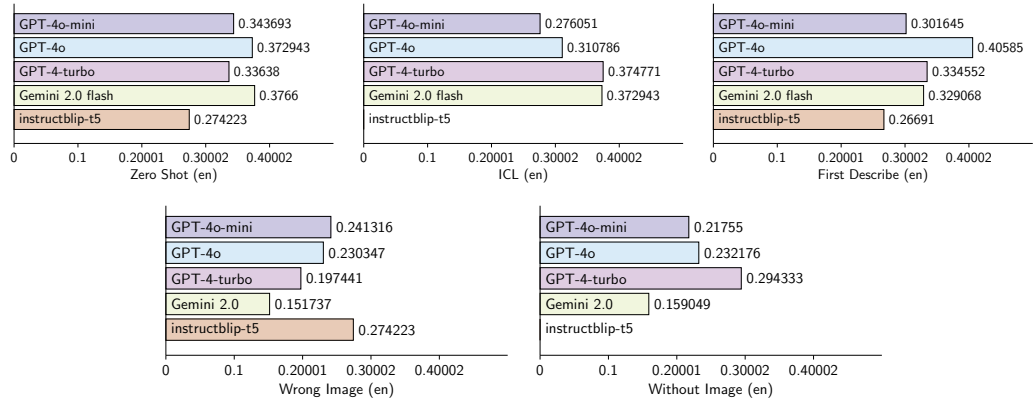 GPT-4o-mini 0.343693
GPT-4o 0.372943
GPT-4-turbo 0.33638
Gemini 2.0 flash 0.3766
instructblip-t5 0.274223
0 0.1 0.20001 0.30002 0.40002
Zero Shot (en)
GPT-4o-mini 0.276051
GPT-4o 0.310786
GPT-4-turbo 0.374771
Gemini 2.0 flash 0.372943
instructblip-t5
0 0.1 0.20001 0.30002 0.40002
ICL (en)
GPT-4o-mini 0.301645
GPT-4o 0.40585
GPT-4-turbo 0.334552
Gemini 2.0 flash 0.329068
instructblip-t5 0.26691
0 0.1 0.20001 0.30002 0.40002
First Describe (en)
GPT-4o-mini 0.241316
GPT-4o 0.230347
GPT-4-turbo 0.197441
Gemini 2.0 0.151737
instructblip-t5 0.274223
0 0.1 0.20001 0.30002 0.40002
Wrong Image (en)
GPT-4o-mini 0.21755
GPT-4o 0.232176
GPT-4-turbo 0.294333
Gemini 2.0 0.159049
instructblip-t5
0 0.1 0.20001 0.30002 0.40002
Without Image (en)